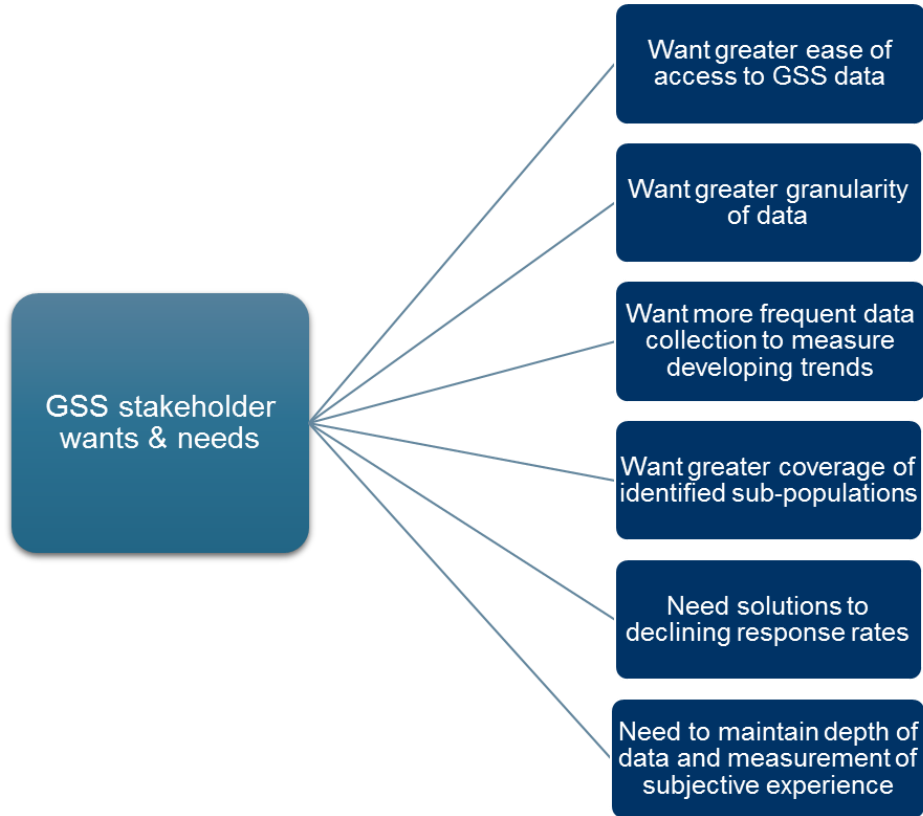 Want greater ease of
access to GSS data
Want greater granularity
of data
Want more frequent data
collection to measure
developing trends
GSS stakeholder
wants & needs
Want greater coverage of
identified sub-populations
Need solutions to
declining response rates
Need to maintain depth of
data and measurement of
subjective experience